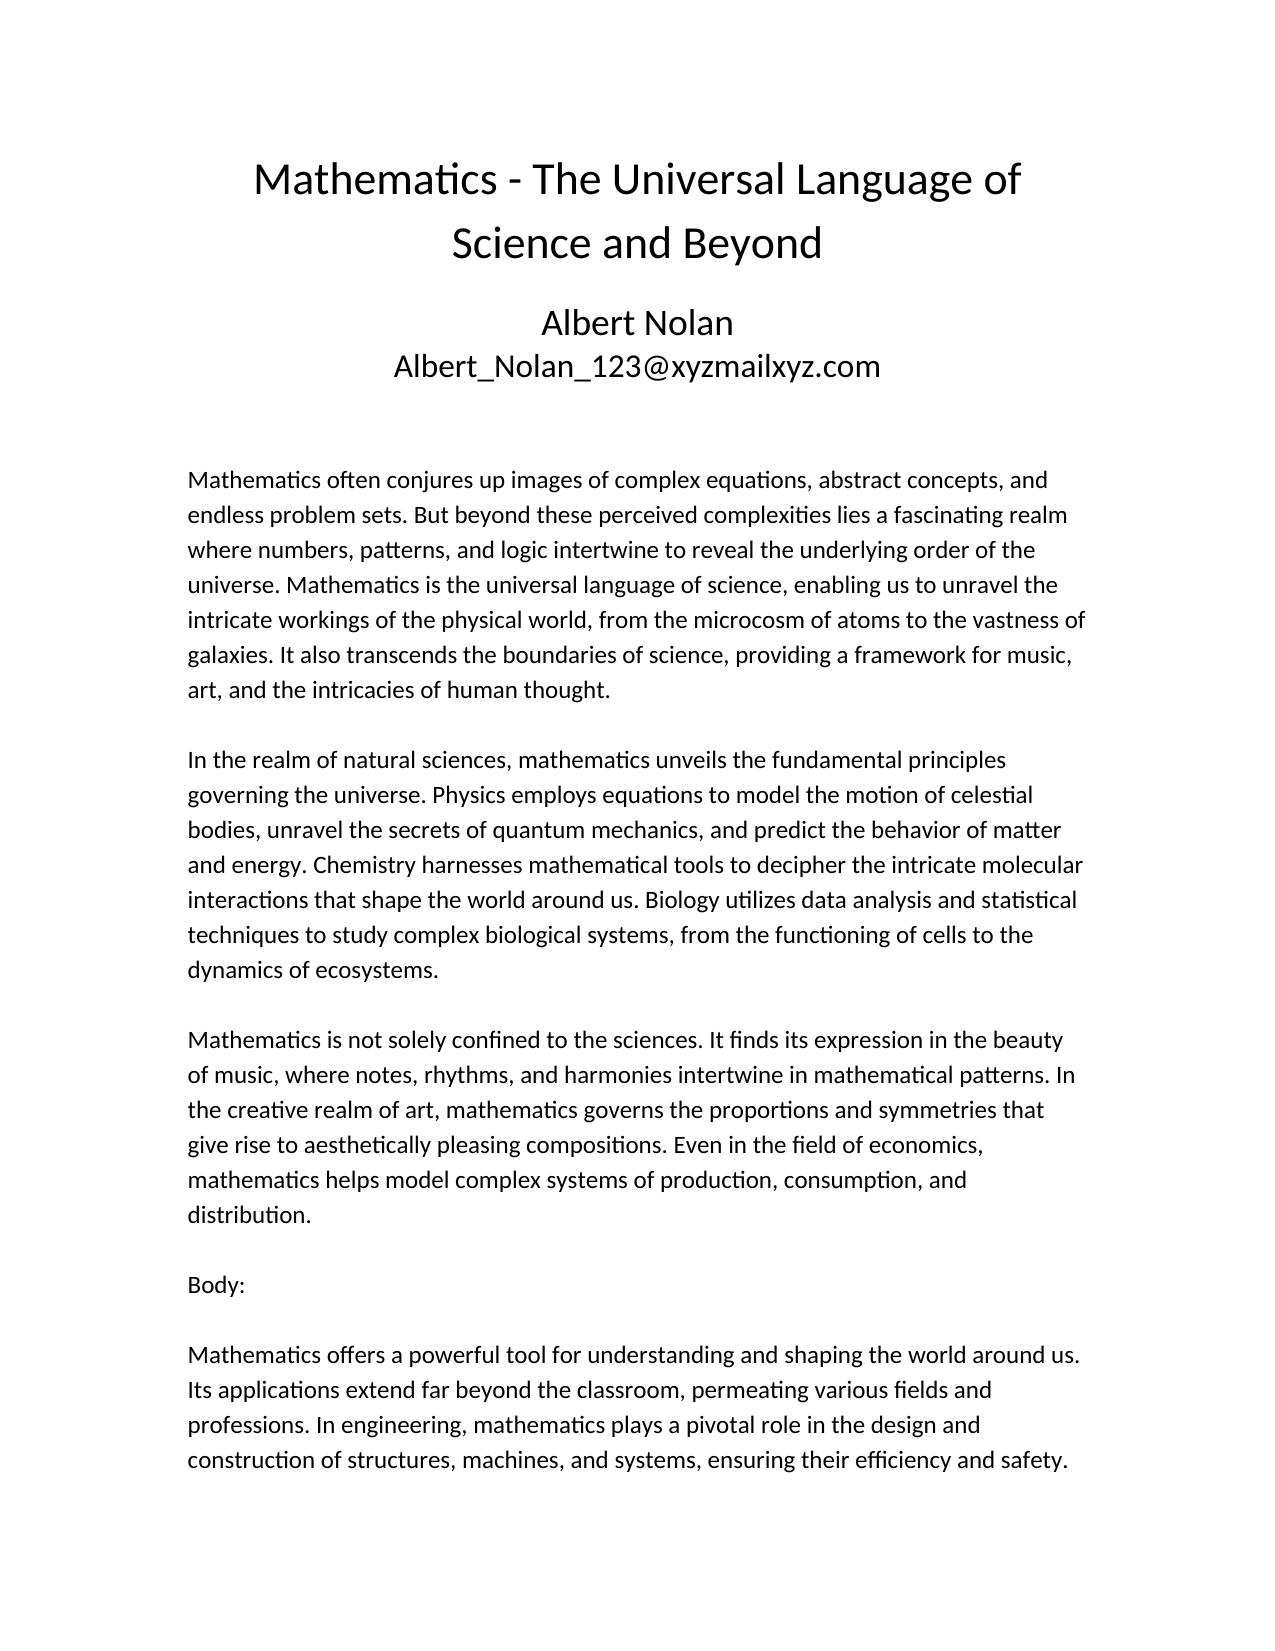 Mathematics - The Universal Language of
Science and Beyond
Albert Nolan
Albert_Nolan_123@xyzmailxyz.com
Mathematics often conjures up images of complex equations, abstract concepts, and
endless problem sets. But beyond these perceived complexities lies a fascinating realm
where numbers, patterns, and logic intertwine to reveal the underlying order of the
universe. Mathematics is the universal language of science, enabling us to unravel the
intricate workings of the physical world, from the microcosm of atoms to the vastness of
galaxies. It also transcends the boundaries of science, providing a framework for music,
art, and the intricacies of human thought.
In the realm of natural sciences, mathematics unveils the fundamental principles
governing the universe. Physics employs equations to model the motion of celestial
bodies, unravel the secrets of quantum mechanics, and predict the behavior of matter
and energy. Chemistry harnesses mathematical tools to decipher the intricate molecular
interactions that shape the world around us. Biology utilizes data analysis and statistical
techniques to study complex biological systems, from the functioning of cells to the
dynamics of ecosystems.
Mathematics is not solely confined to the sciences. It finds its expression in the beauty
of music, where notes, rhythms, and harmonies intertwine in mathematical patterns. In
the creative realm of art, mathematics governs the proportions and symmetries that
give rise to aesthetically pleasing compositions. Even in the field of economics,
mathematics helps model complex systems of production, consumption, and
distribution.
Body:
Mathematics offers a powerful tool for understanding and shaping the world around us.
Its applications extend far beyond the classroom, permeating various fields and
professions. In engineering, mathematics plays a pivotal role in the design and
construction of structures, machines, and systems, ensuring their efficiency and safety.